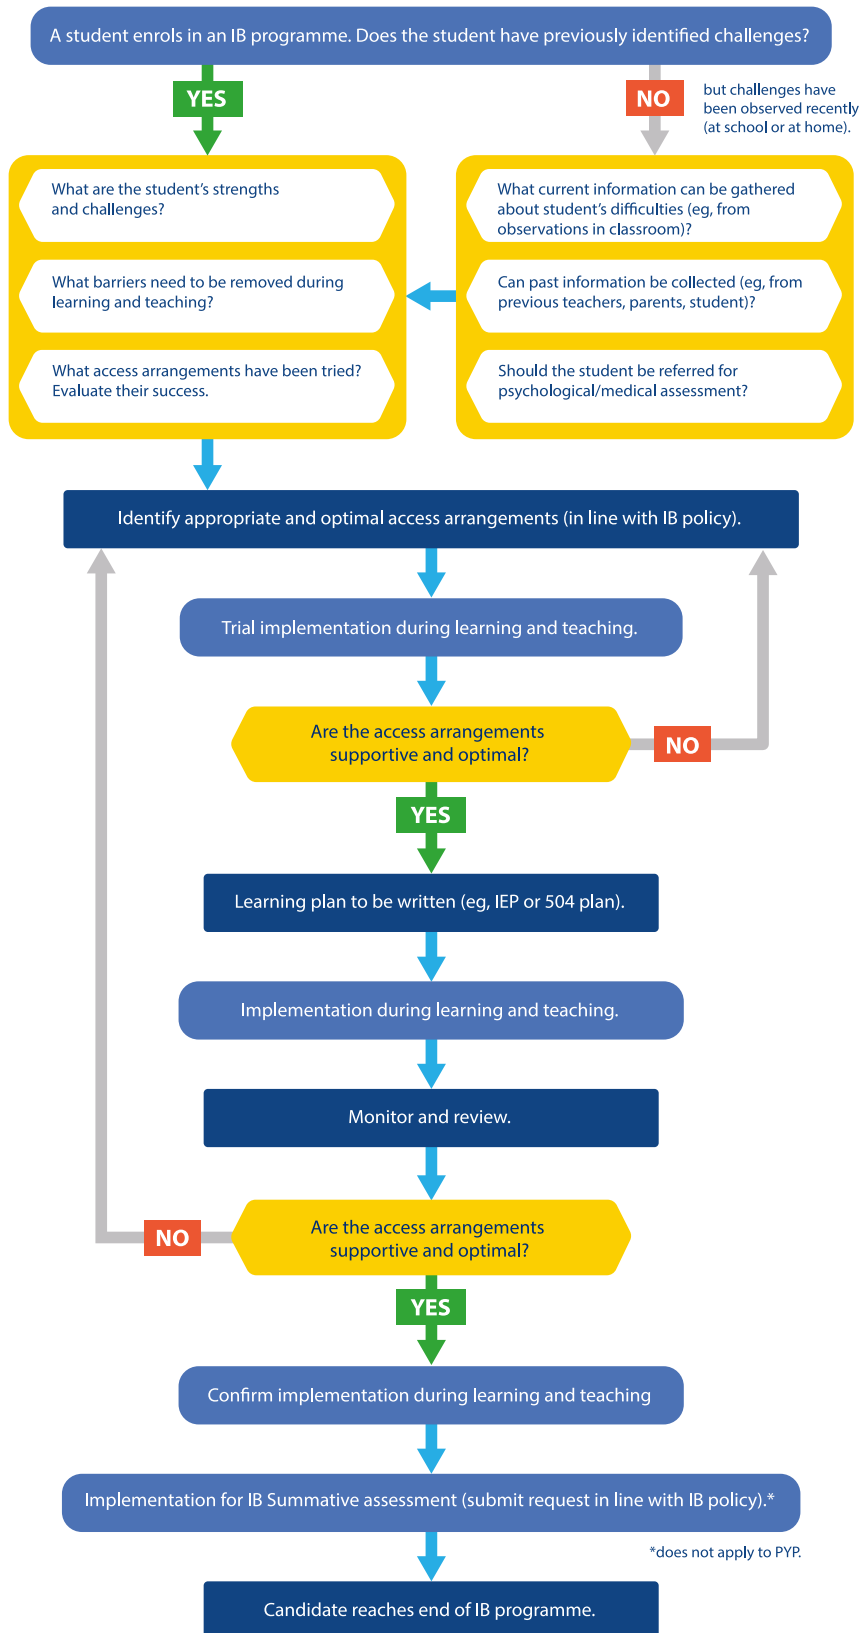 A student enrols in an IB programme. Does the student have previously identified challenges?
YES
NO
but challenges have
been observed recently
(at school or at home).
What are the student's strengths
and challenges?
What barriers need to be removed during
learning and teaching?
What access arrangements have been tried?
Evaluate their success.
What current information can be gathered
about student's difficulties (eg, from
observations in classroom)?
Can past information be collected (eg, from
previous teachers, parents, student)?
Should the student be referred for
psychological/medical assessment?
Identify appropriate and optimal access arrangements (in line with IB policy).
Trial implementation during learning and teaching.
Are the access arrangements
supportive and optimal?
NO
YES
Learning plan to be written (eg, IEP or 504 plan).
Implementation during learning and teaching.
Monitor and review.
Are the access arrangements
supportive and optimal?
NO
YES
Confirm implementation during learning and teaching
Implementation for IB Summative assessment (submit request in line with IB policy).*
*does not apply to PYP.
Candidate reaches end of IB programme.